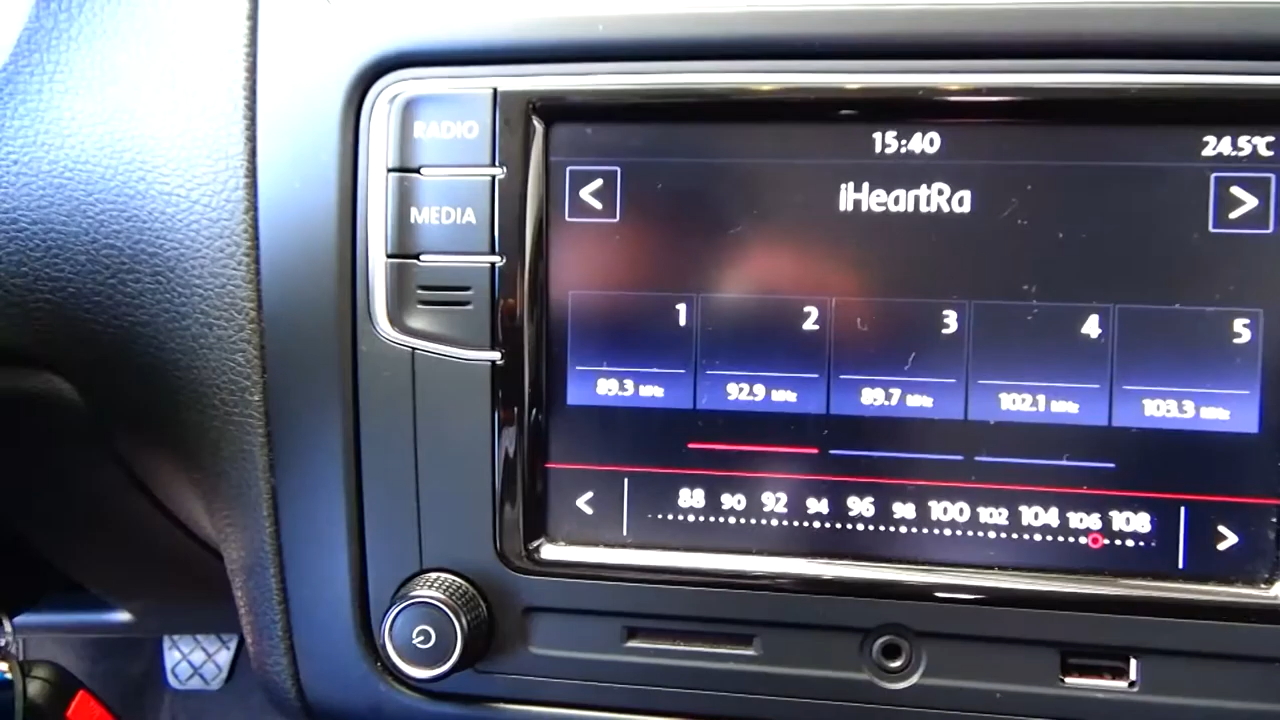 RADIO
MEDIA
15:40
24.5°C
<
iHeartRa
>
1
2
3
4
5
89.3 MHz
92.9 MHz
89.7 MHz
102.1 MHz
103.3 MHz
< 88 90 92 94 96 98 100 102 104 106 108 >